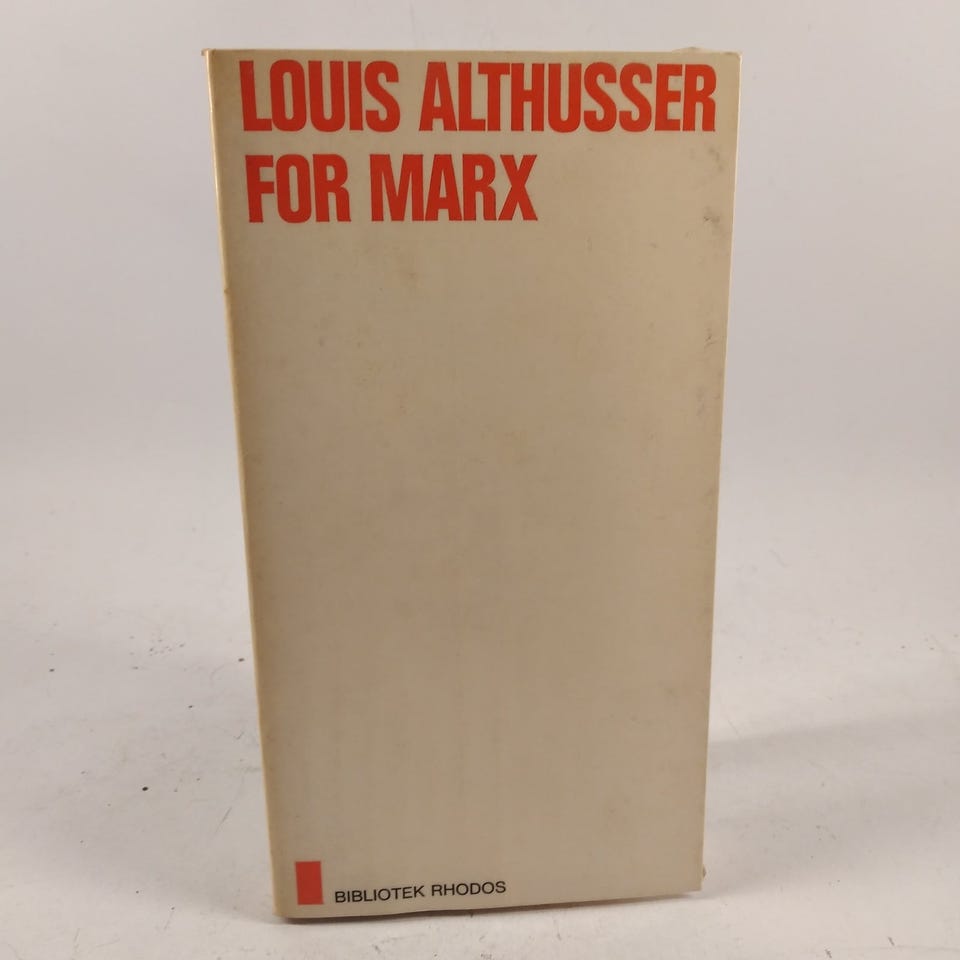 LOUIS ALTHUSSER
FOR MARX
BIBLIOTEK RHODOS